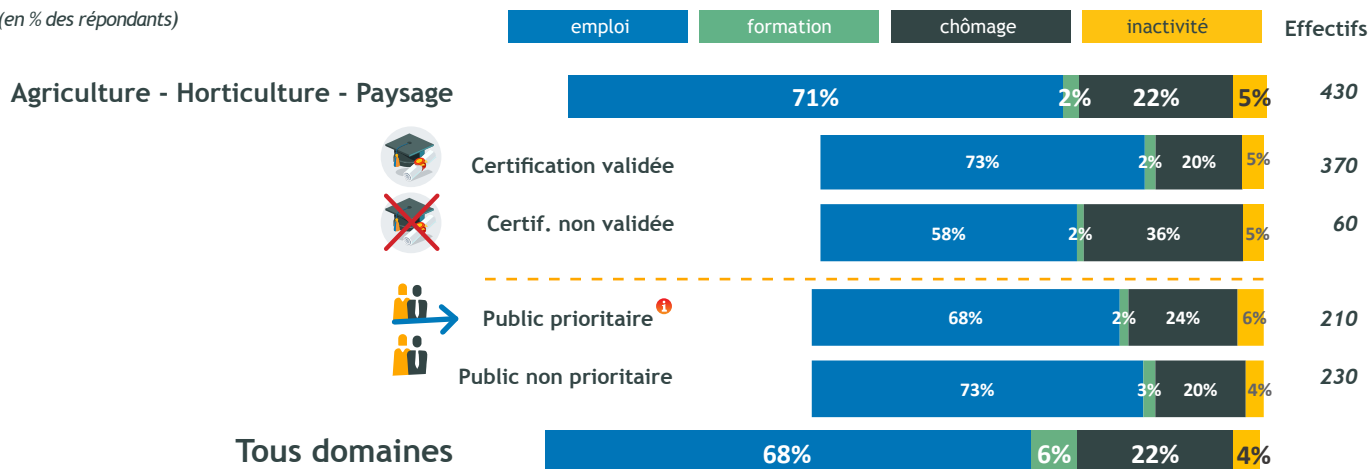 (en % des répondants)
emploi formation chômage inactivité Effectifs
Agriculture - Horticulture - Paysage 71% 2% 22% 5% 430
Certification validée 73% 2% 20% 5% 370
Certif. non validée 58% 2% 36% 5% 60
Public prioritaire i 68% 2% 24% 6% 210
Public non prioritaire 73% 3% 20% 4% 230
Tous domaines 68% 6% 22% 4%